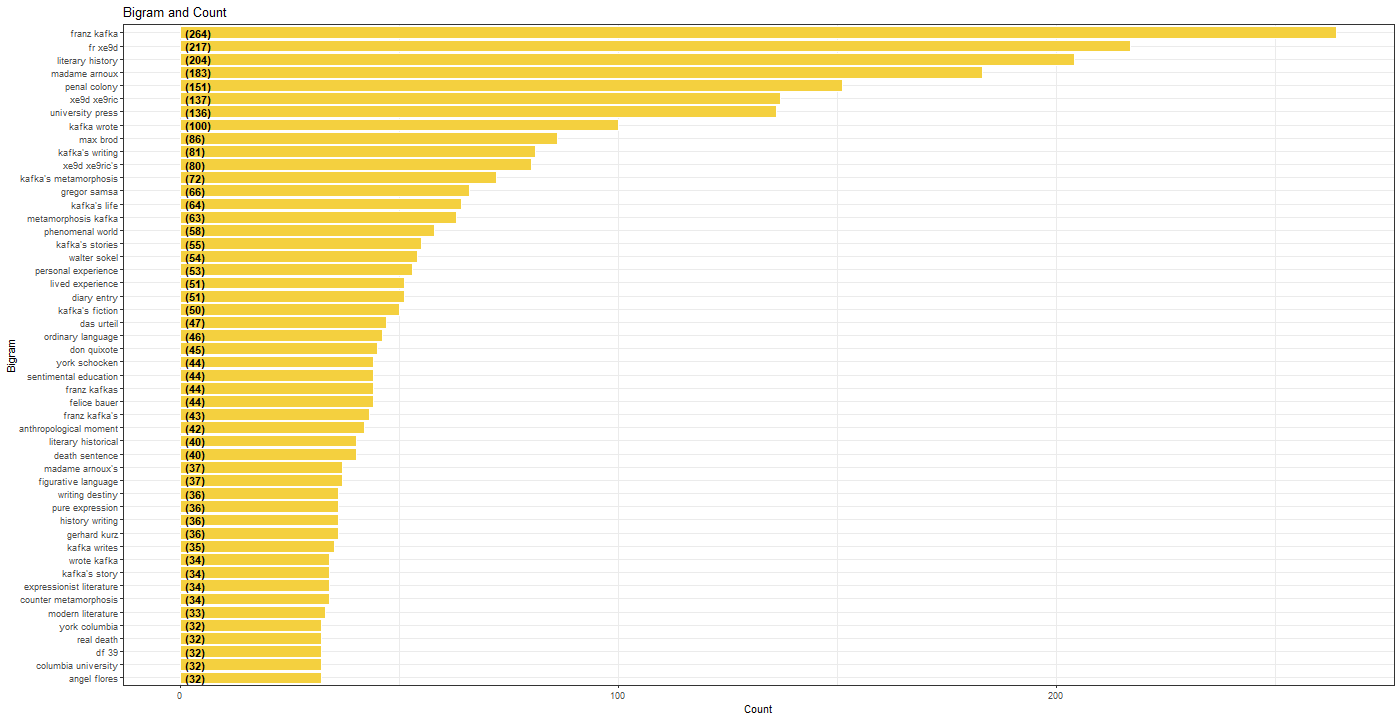 Bigram and Count
franz kafka (264)
fr xe9d (217)
literary history (204)
madame arnoux (183)
penal colony (151)
xe9d xe9ric (137)
university press (136)
kafka wrote (100)
max brod (86)
kafka's writing (81)
xe9d xe9ric's (80)
kafka's metamorphosis (72)
gregor samsa (66)
kafka's life (64)
metamorphosis kafka (63)
phenomenal world (58)
kafka's stories (55)
walter sokel (54)
personal experience (53)
lived experience (51)
diary entry (51)
kafka's fiction (50)
das urteil (47)
ordinary language (46)
don quixote (45)
york schocken (44)
sentimental education (44)
franz kafkas (44)
felice bauer (44)
franz kafka's (43)
anthropological moment (42)
literary historical (40)
death sentence (40)
madame arnoux's (37)
figurative language (37)
writing destiny (36)
pure expression (36)
history writing (36)
gerhard kurz (36)
kafka writes (35)
wrote kafka (34)
kafka's story (34)
expressionist literature (34)
counter metamorphosis (34)
modern literature (33)
york columbia (32)
real death (32)
df 39 (32)
columbia university (32)
angel flores (32)
Bigram
0 100 200
Count